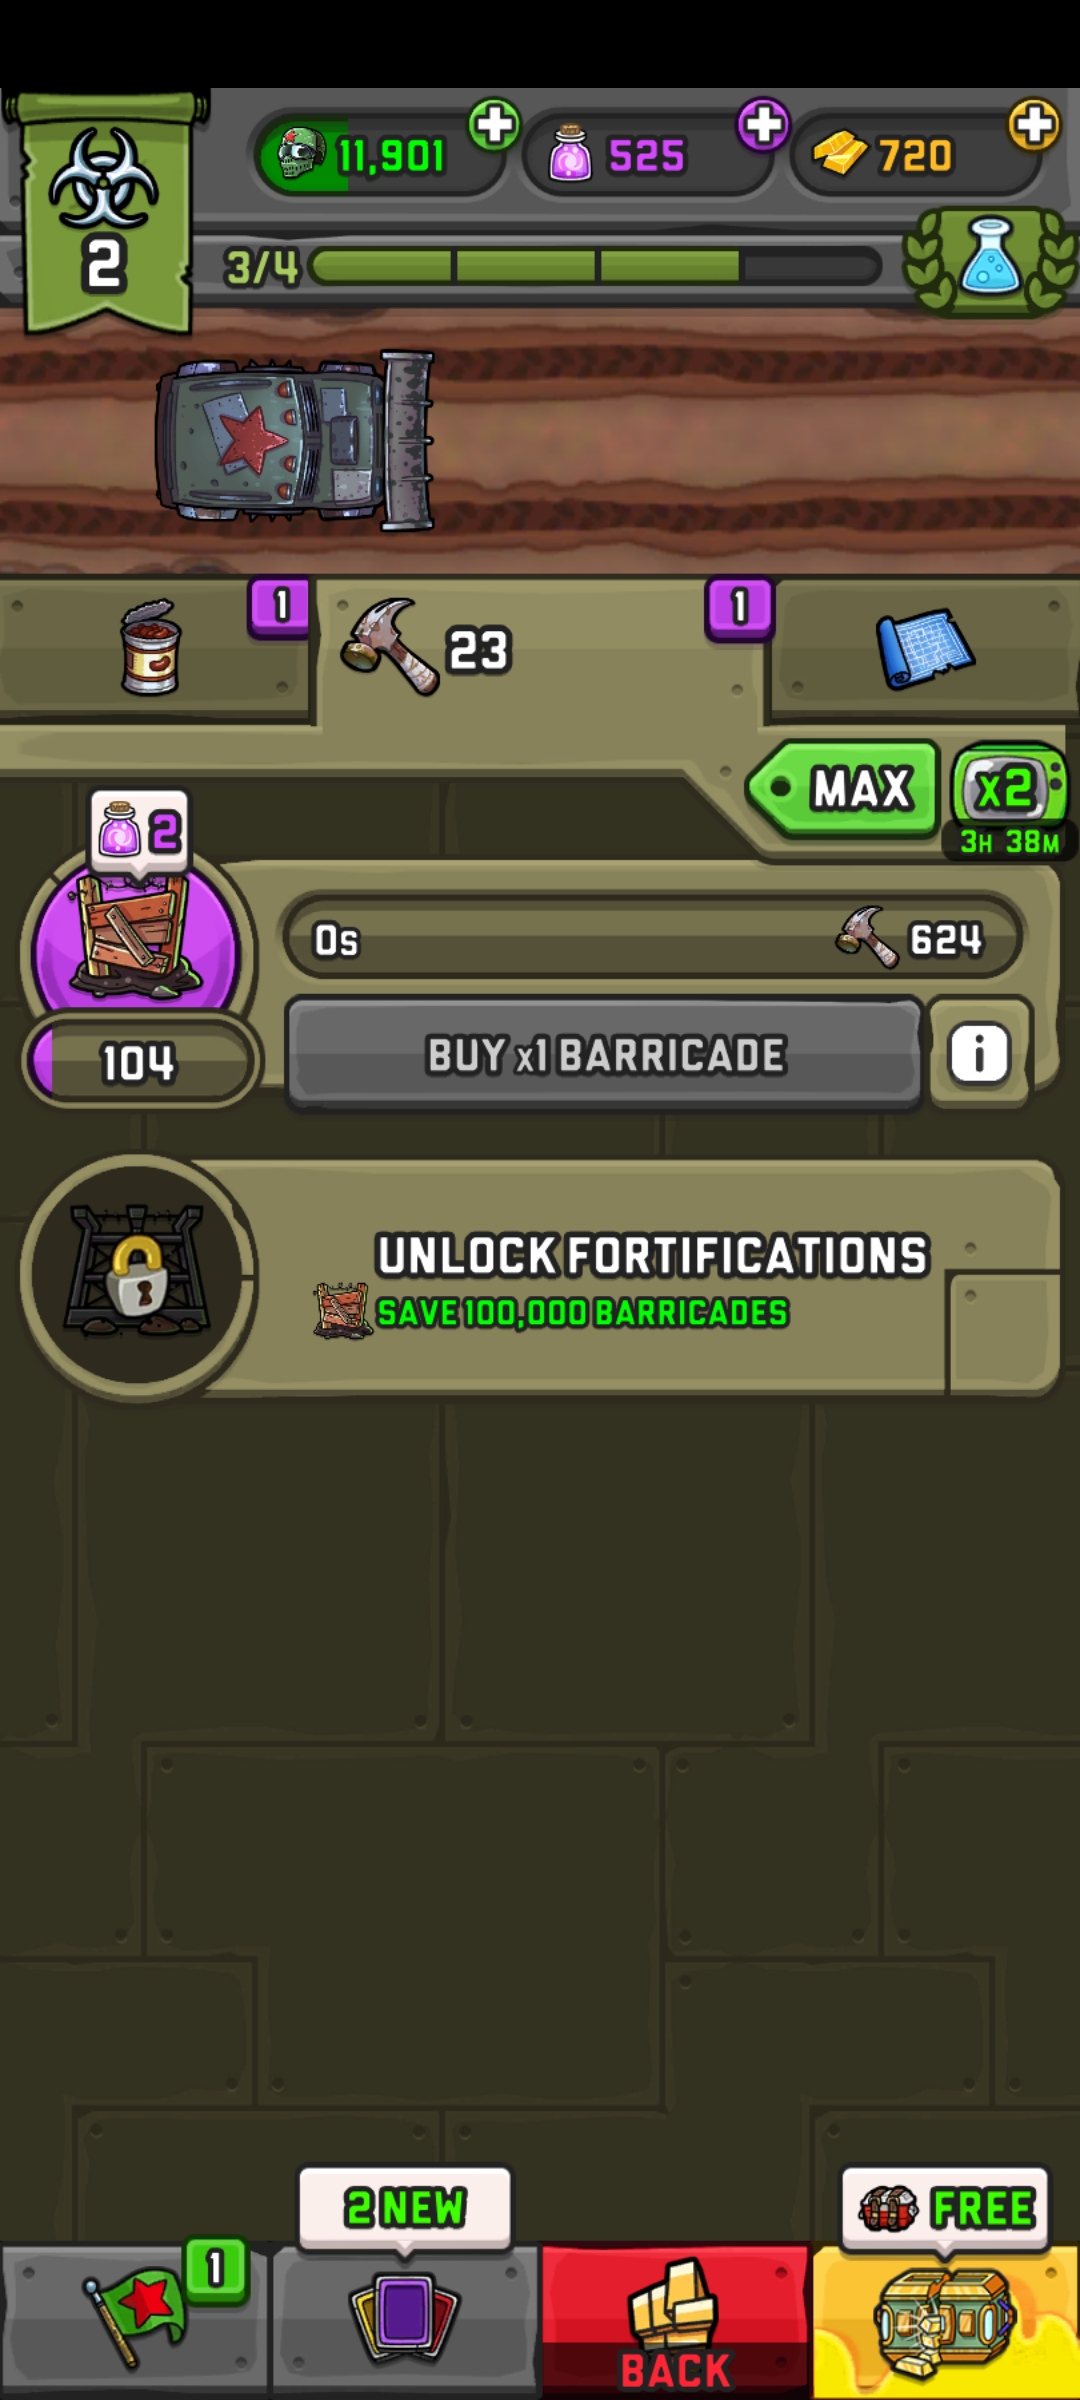 11,901
525
720
2
3/4
1
23
1
MAX
x2
3H 38M
2
0s
624
104
BUY x1 BARRICADE
i
UNLOCK FORTIFICATIONS
SAVE 100,000 BARRICADES
2 NEW
FREE
1
BACK